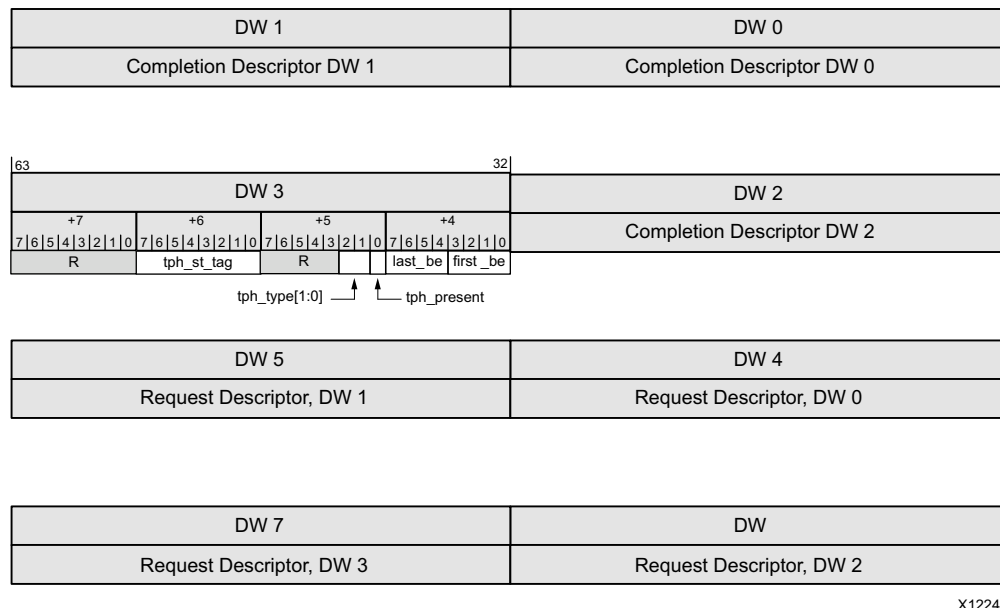 DW 1 DW 0
Completion Descriptor DW 1 Completion Descriptor DW 0
63 32
DW 3 DW 2
+7 +6 +5 +4
Completion Descriptor DW 2
7 6 5 4 3 2 1 0 7 6 5 4 3 2 1 0 7 6 5 4 3 2 1 0 7 6 5 4 3 2 1 0
R tph_st_tag R last_be first _be
tph_type[1:0] tph_present
DW 5 DW 4
Request Descriptor, DW 1 Request Descriptor, DW 0
DW 7 DW
Request Descriptor, DW 3 Request Descriptor, DW 2
X1224